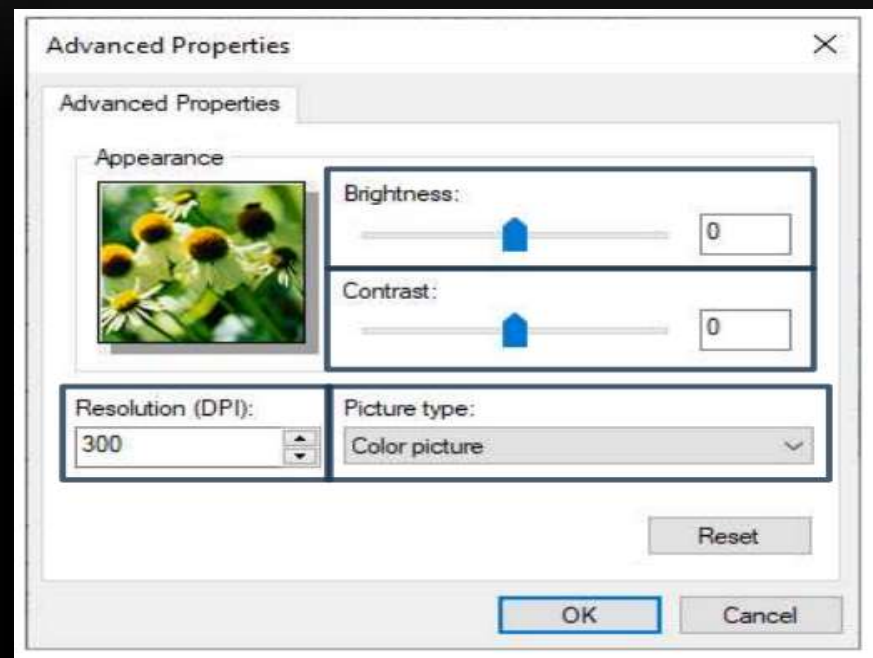 Advanced Properties
Advanced Properties
Appearance
Brightness:
0
Contrast:
0
Resolution (DPI):
300
Picture type:
Color picture
Reset
OK
Cancel